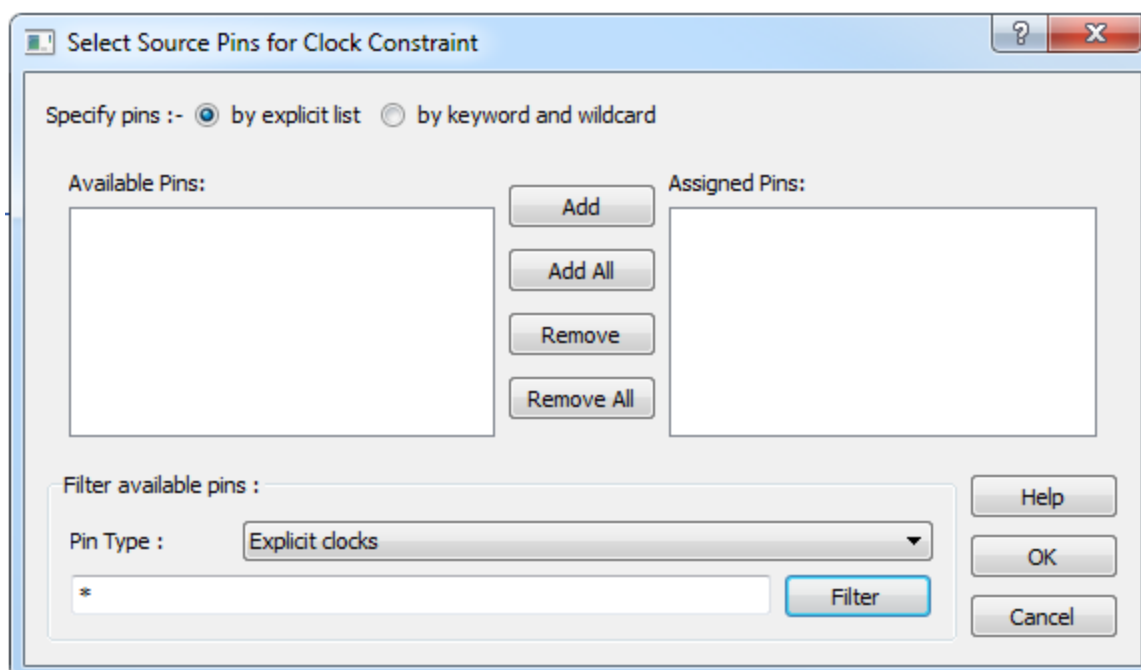 Select Source Pins for Clock Constraint
?
Specify pins :- by explicit list by keyword and wildcard
Available Pins:
Assigned Pins:
Add
Add All
Remove
Remove All
Filter available pins :
Pin Type : Explicit clocks
*
Filter
Help
OK
Cancel